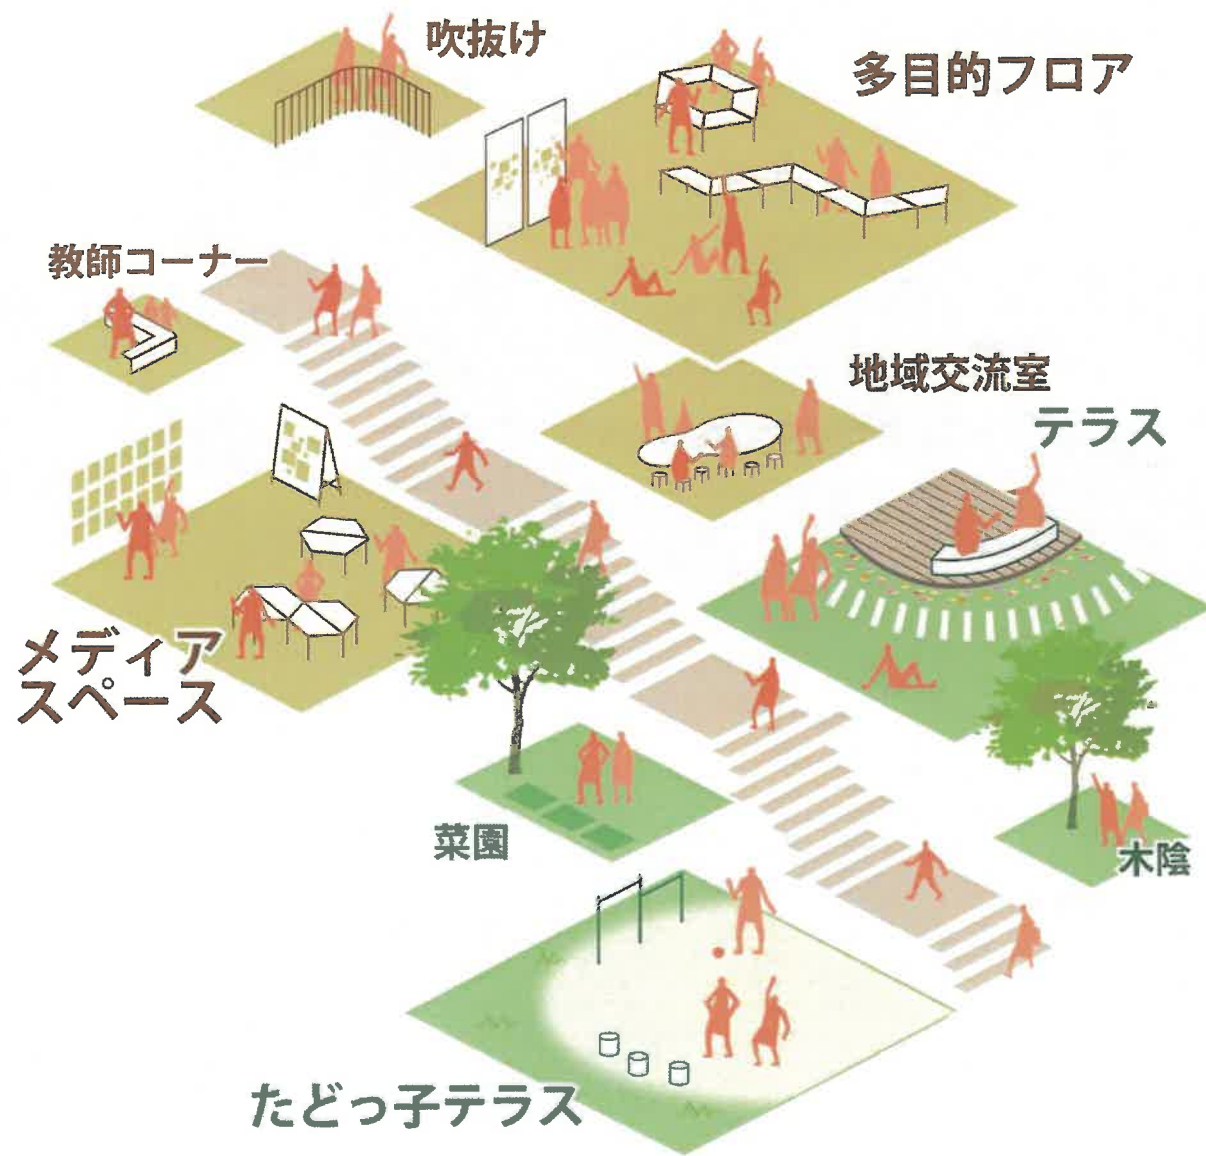 吹抜け
多目的フロア
教師コーナー
地域交流室
テラス
メディア
スペース
菜園
木陰
たどっ子テラス